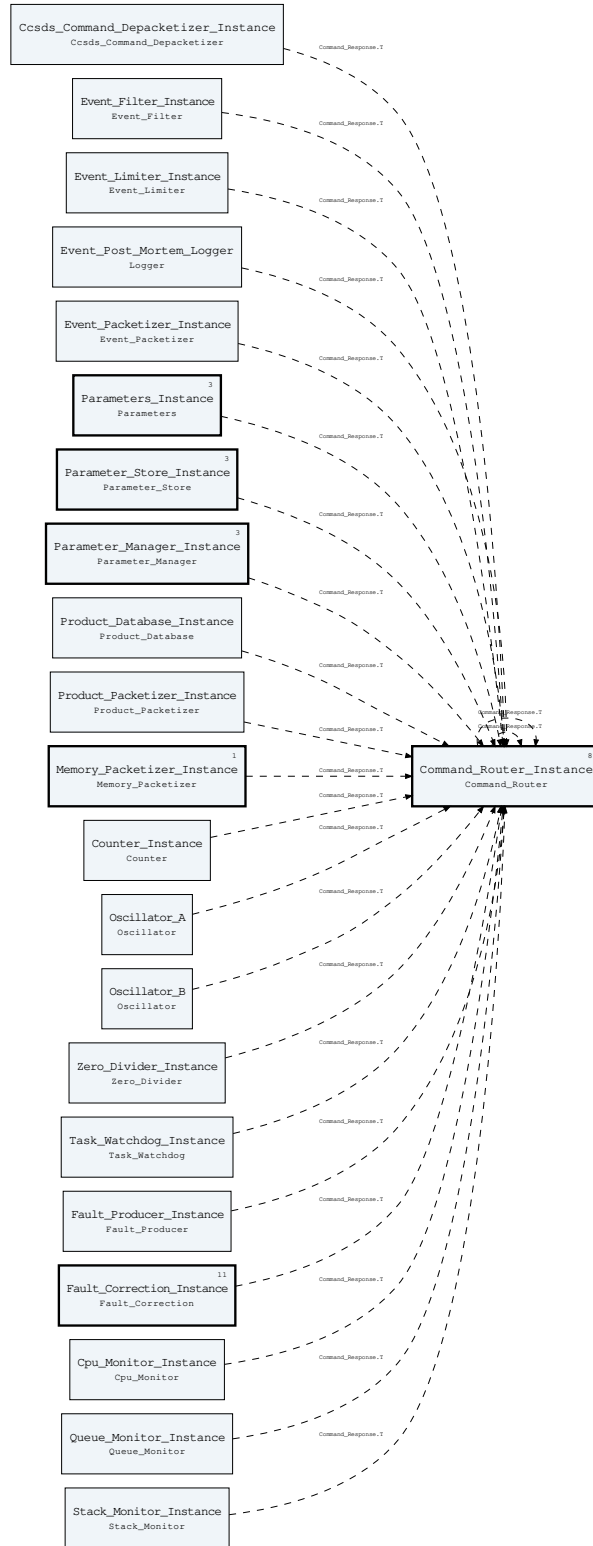 Ccsds_Command_Depacketizer_Instance
Ccsds_Command_Depacketizer
Command_Response.T
Event_Filter_Instance
Event_Filter
Command_Response.T
Event_Limiter_Instance
Event_Limiter
Command_Response.T
Event_Post_Mortem_Logger
Logger
Command_Response.T
Event_Packetizer_Instance
Event_Packetizer
Command_Response.T
3
Parameters_Instance
Parameters
Command_Response.T
3
Parameter_Store_Instance
Parameter_Store
Command_Response.T
3
Parameter_Manager_Instance
Parameter_Manager
Command_Response.T
Product_Database_Instance
Product_Database
Command_Response.T
Product_Packetizer_Instance
Product_Packetizer
Command_Response.T
Command_Response.T
Command_Response.T
1
Memory_Packetizer_Instance
Memory_Packetizer
Command_Response.T
8
Command_Router_Instance
Command_Router
Counter_Instance
Counter
Command_Response.T
Oscillator_A
Oscillator
Command_Response.T
Oscillator_B
Oscillator
Command_Response.T
Zero_Divider_Instance
Zero_Divider
Command_Response.T
Task_Watchdog_Instance
Task_Watchdog
Command_Response.T
Fault_Producer_Instance
Fault_Producer
Command_Response.T
11
Fault_Correction_Instance
Fault_Correction
Command_Response.T
Cpu_Monitor_Instance
Cpu_Monitor
Command_Response.T
Queue_Monitor_Instance
Queue_Monitor
Command_Response.T
Stack_Monitor_Instance
Stack_Monitor
Command_Response.T